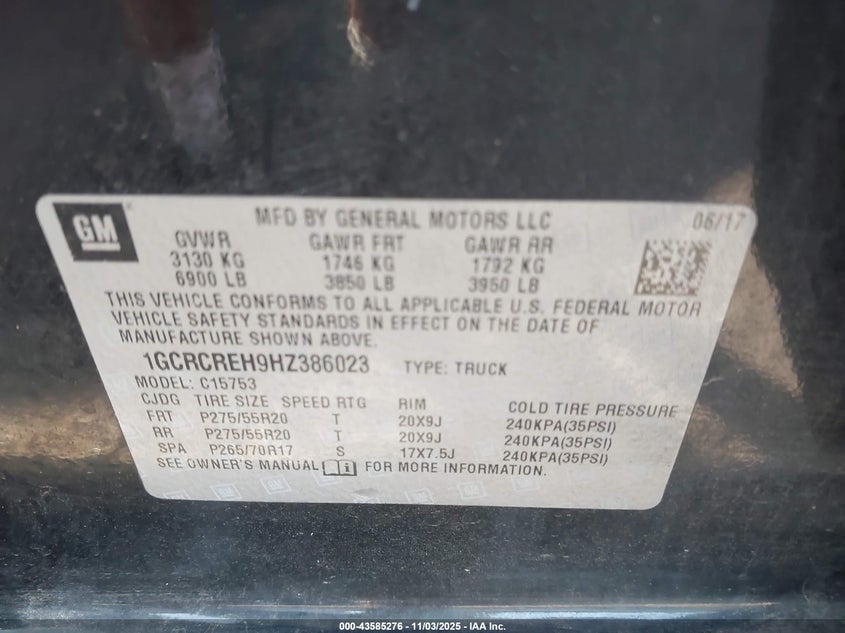 GM
MFD BY GENERAL MOTORS LLC 06/17
GVWR GAWR FRT GAWR RR
3130 KG 1746 KG 1792 KG
6900 LB 3850 LB 3950 LB
THIS VEHICLE CONFORMS TO ALL APPLICABLE U.S. FEDERAL MOTOR
VEHICLE SAFETY STANDARDS IN EFFECT ON THE DATE OF
MANUFACTURE SHOWN ABOVE.
1GCRCREH9HZ386023 TYPE: TRUCK
MODEL: C15753
CJDG TIRE SIZE SPEED RTG RIM COLD TIRE PRESSURE
FRT P275/55R20 T 20X9J 240KPA(35PSI)
RR P275/55R20 T 20X9J 240KPA(35PSI)
SPA P265/70R17 S 17X7.5J 240KPA(35PSI)
SEE OWNER'S MANUAL FOR MORE INFORMATION.
000-43585276 - 11/03/2025 - IAA Inc.